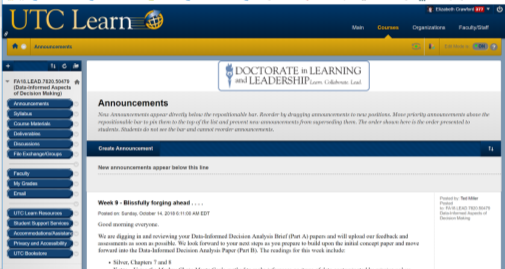 UTC Learn
Elizabeth Crawford 677
Main
Courses
Organizations
Faculty/Staff
Announcements
Edit Mode is: ON
FA18.LEAD.7820.50479
(Data-Informed Aspects
of Decision Making)
Announcements
Syllabus
Course Materials
Deliverables
Discussions
File Exchange/Groups
Faculty
My Grades
Email
UTC Learn Resources
Student Support Services
Accommodations/Assistance
Privacy and Accessibility
UTC Bookstore
DOCTORATE in LEARNING
and LEADERSHIP Learn. Collaborate. Lead.
Announcements
New Announcements appear directly below the repositionable bar. Reorder by dragging announcements to new positions. Move priority announcements above the
repositionable bar to pin them to the top of the list and prevent new announcements from superseding them. The order shown here is the order presented to
students. Students do not see the bar and cannot reorder announcements.
Create Announcement
New announcements appear below this line
Week 9 - Blissfully forging ahead . . . .
Posted on: Sunday, October 14, 2018 8:11:05 AM EDT
Good morning everyone.
We are digging in and reviewing your Data-Informed Decision Analysis Brief (Part A) papers and will upload our feedback and
assessments as soon as possible. We look forward to your next steps as you prepare to build upon the initial concept paper and move
forward into the Data-Informed Decision Analysis Paper (Part B). The readings for this week include:
• Silver, Chapters 7 and 8
Posted by: Ted Miller
Posted
to: FA18.LEAD.7820.50479
(Data-Informed Aspects of
Decision Making)